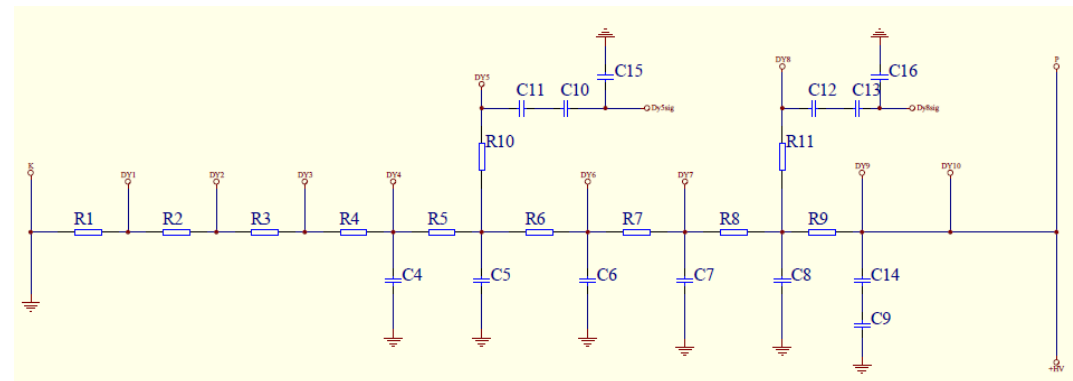 C15
C16
DY5
DY8
P
C11
C10
C12
C13
Dy5sig
Dy8sig
R10
R11
K
DY1
DY2
DY3
DY4
DY6
DY7
DY9
DY10
R1
R2
R3
R4
R5
R6
R7
R8
R9
C4
C5
C6
C7
C8
C14
C9
+HV